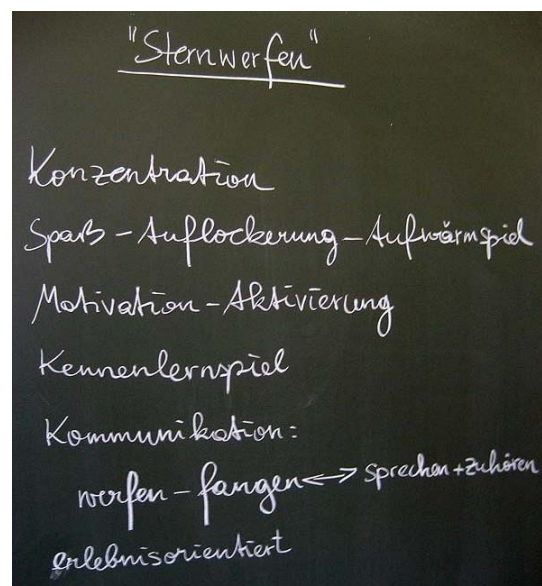 "Sternwerfen"
Konzentration
Spaß - Auflockerung - Aufwärmspiel
Motivation - Aktivierung
Kennenlernspiel
Kommunikation:
werfen - fangen <-> sprechen + zuhören
erlebnisorientiert